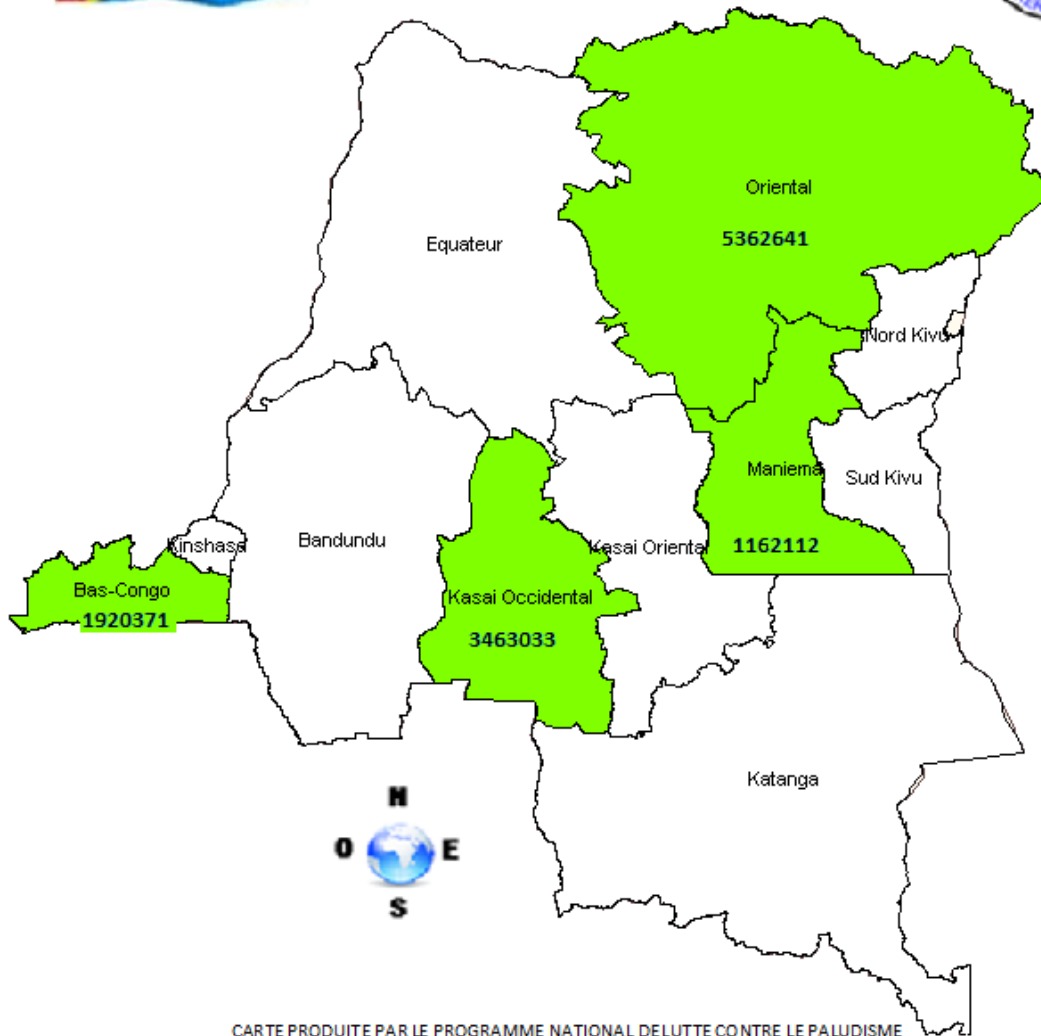 Oriental
5362641
Equateur
Nord Kivu
Maniema
Sud Kivu
1162112
Kinshasa
Bandundu
Kasai Oriental
Bas-Congo
1920371
Kasai Occidental
3463033
Katanga
N
O E
S
CARTE PRODUITE PAR LE PROGRAMME NATIONAL DE LUTTE CONTRE LE PALUDISME